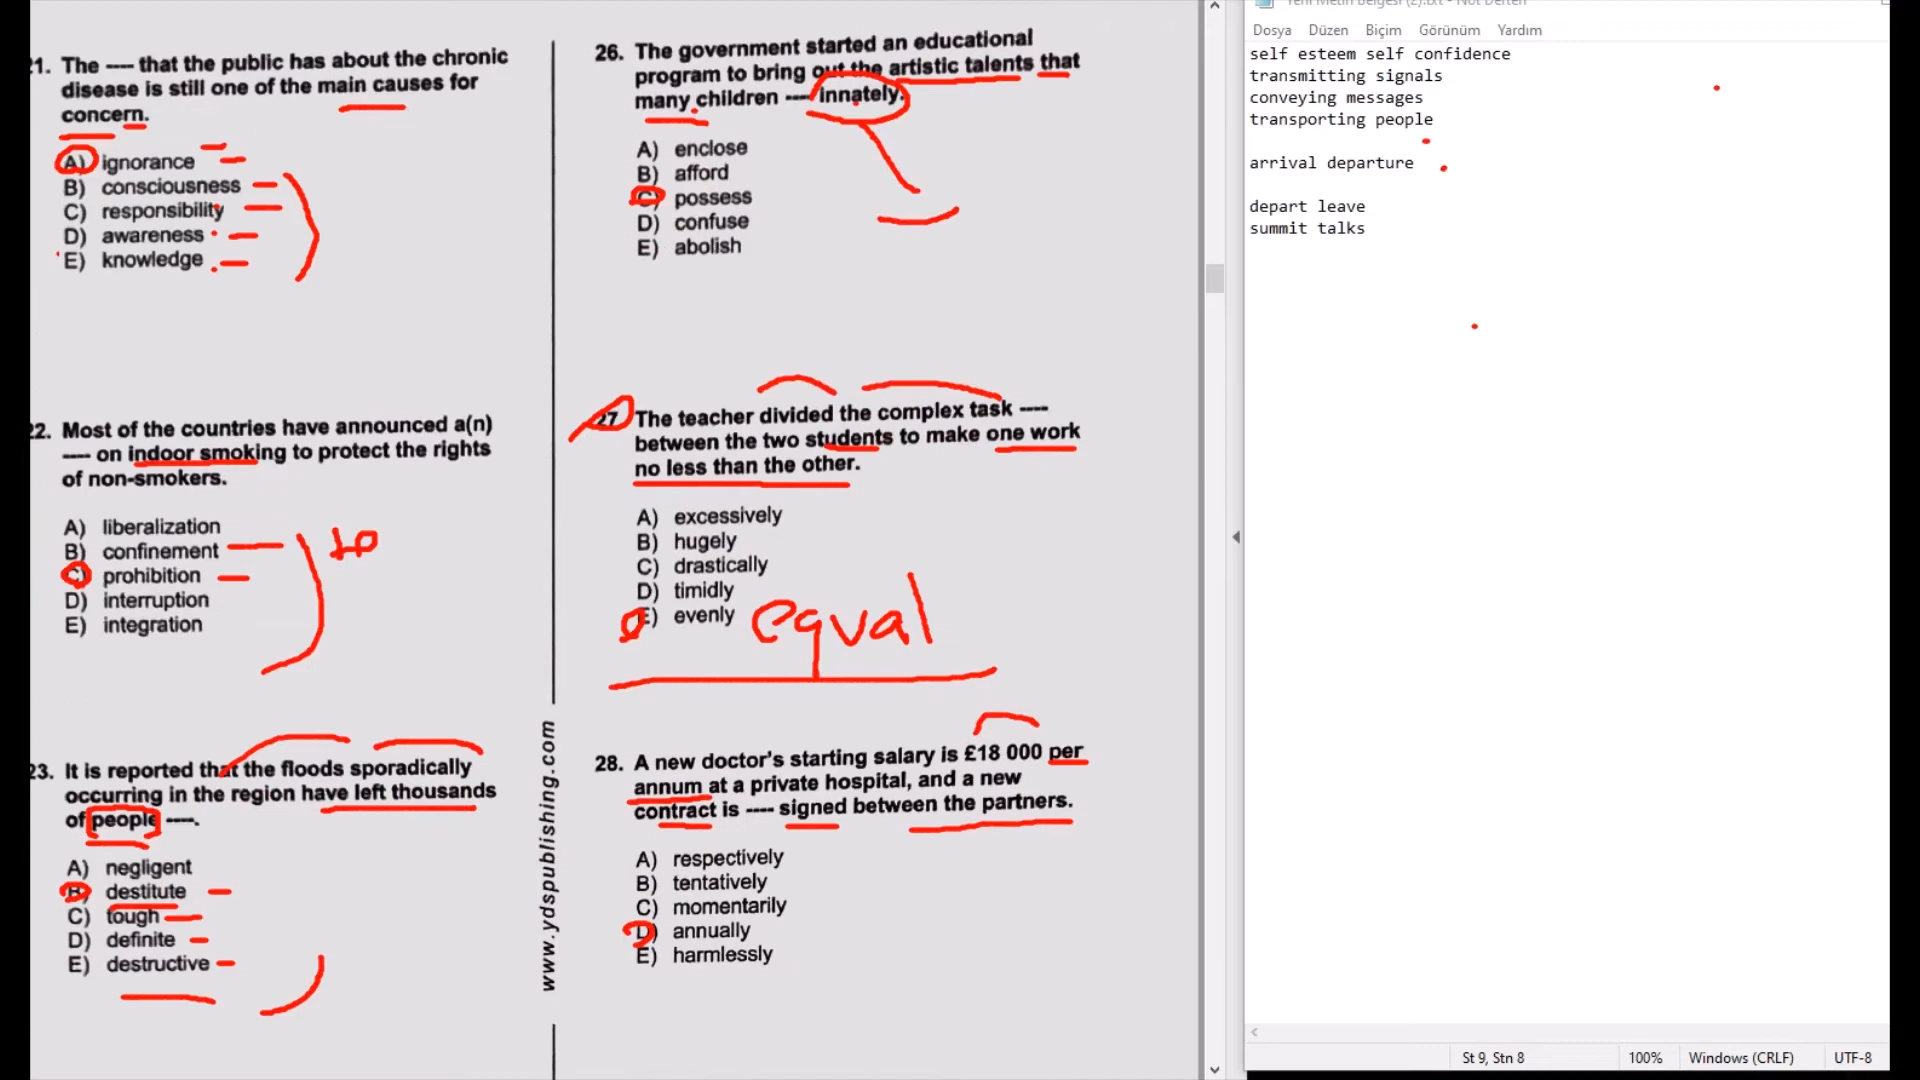 21. The ---- that the public has about the chronic
disease is still one of the main causes for
concern.
A) ignorance
B) consciousness
C) responsibility
D) awareness
E) knowledge
22. Most of the countries have announced a(n)
---- on indoor smoking to protect the rights
of non-smokers.
A) liberalization
B) confinement
C) prohibition
D) interruption
E) integration
to
23. It is reported that the floods sporadically
occurring in the region have left thousands
of people ----.
A) negligent
B) destitute
C) tough
D) definite
E) destructive
www.ydspublishing.com
26. The government started an educational
program to bring out the artistic talents that
many children ---- innately.
A) enclose
B) afford
C) possess
D) confuse
E) abolish
27 The teacher divided the complex task ----
between the two students to make one work
no less than the other.
A) excessively
B) hugely
C) drastically
D) timidly
E) evenly
equal
28. A new doctor's starting salary is £18 000 per
annum at a private hospital, and a new
contract is ---- signed between the partners.
A) respectively
B) tentatively
C) momentarily
D) annually
E) harmlessly
Yeni Metin Belgesi (2).txt - Not Defteri
Dosya Düzen Biçim Görünüm Yardım
self esteem self confidence
transmitting signals
conveying messages
transporting people
arrival departure
depart leave
summit talks
St 9, Stn 8 100% Windows (CRLF) UTF-8